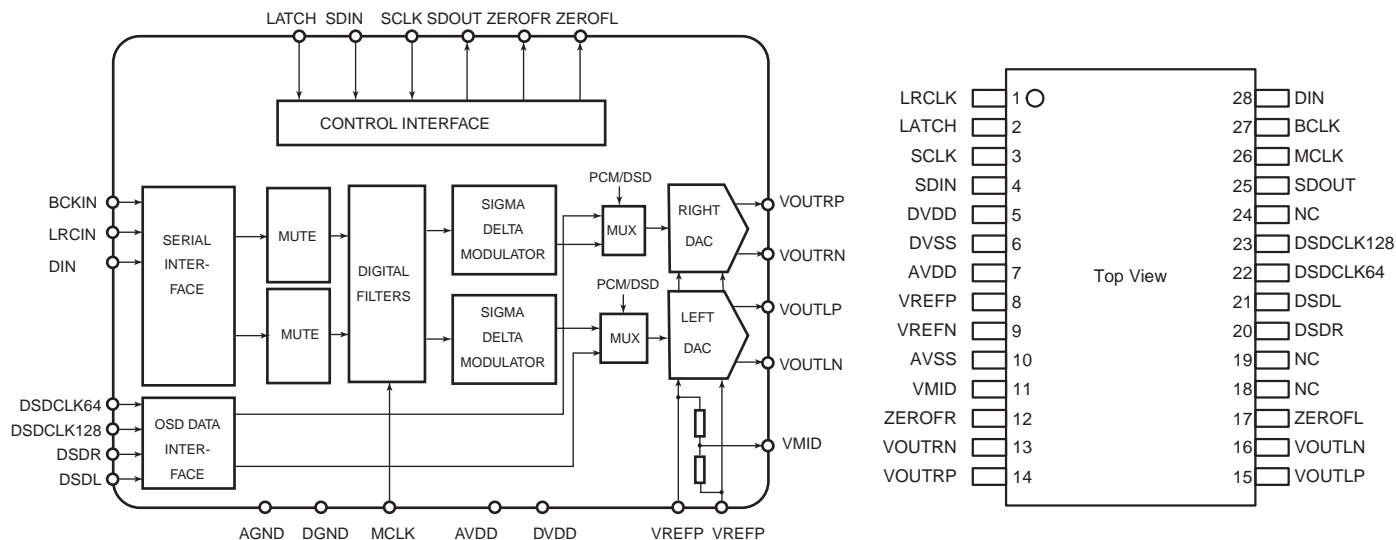 LATCH SDIN SCLK SDOUT ZEROFR ZEROFL
CONTROL INTERFACE
BCKIN
LRCIN
DIN
SERIAL
INTER-
FACE
MUTE
MUTE
DIGITAL
FILTERS
SIGMA
DELTA
MODULATOR
SIGMA
DELTA
MODULATOR
PCM/DSD
MUX
PCM/DSD
MUX
RIGHT
DAC
LEFT
DAC
VOUTRP
VOUTRN
VOUTLP
VOUTLN
VMID
DSDCLK64
DSDCLK128
DSDR
DSDL
OSD DATA
INTER-
FACE
AGND DGND MCLK AVDD DVDD VREFP VREFP
LRCLK 1 28 DIN
LATCH 2 27 BCLK
SCLK 3 26 MCLK
SDIN 4 25 SDOUT
DVDD 5 24 NC
DVSS 6 23 DSDCLK128
AVDD 7 22 DSDCLK64
Top View
VREFP 8 21 DSDL
VREFN 9 20 DSDR
AVSS 10 19 NC
VMID 11 18 NC
ZEROFR 12 17 ZEROFL
VOUTRN 13 16 VOUTLN
VOUTRP 14 15 VOUTLP